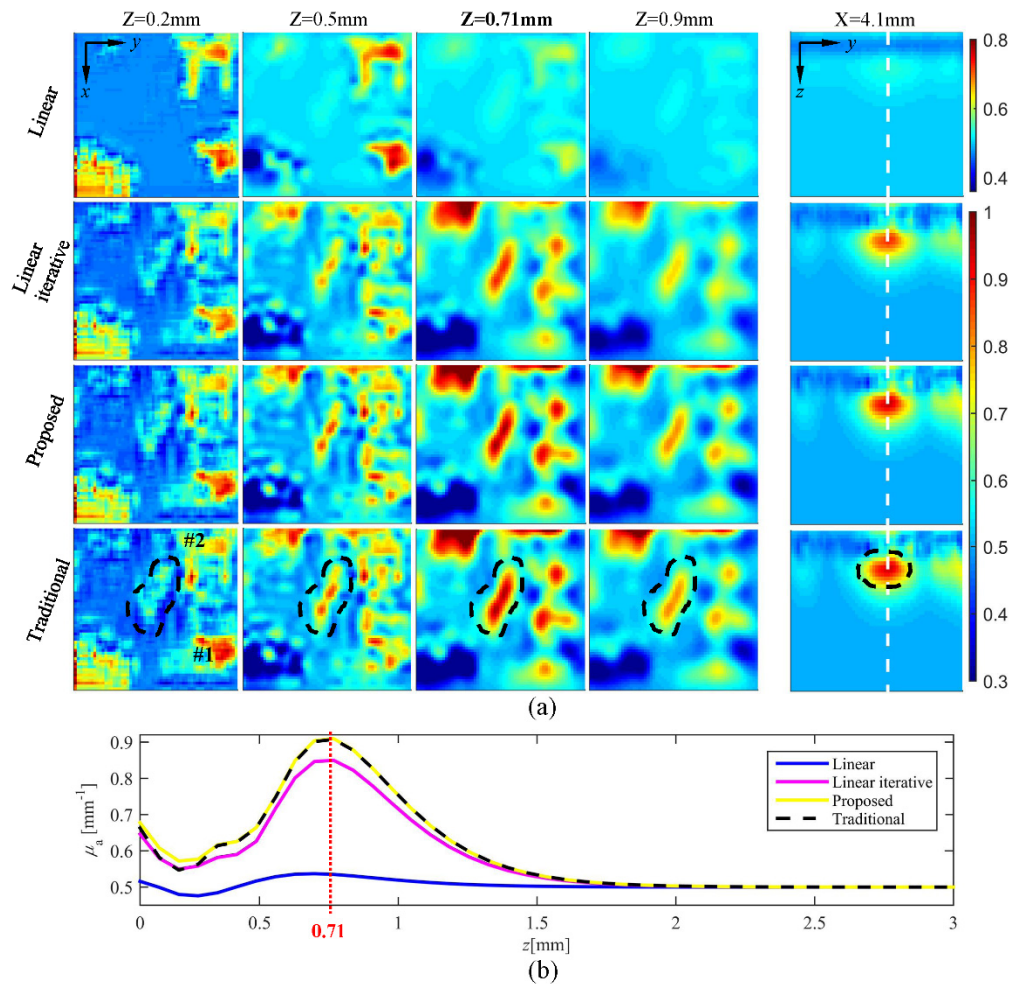 (a) Z=0.2mm Z=0.5mm Z=0.71mm Z=0.9mm X=4.1mm
y
x
y
z
Linear
0.8
0.6
0.4
Linear iterative
1
0.9
0.8
Proposed
0.7
0.6
Traditional
#2
#1
0.5
0.4
0.3
(a)
μa [mm-1]
0.9
0.8
0.7
0.6
0.5
Linear
Linear iterative
Proposed
Traditional
0 0.5 1 1.5 2 2.5 3
0.71
z[mm]
(b)